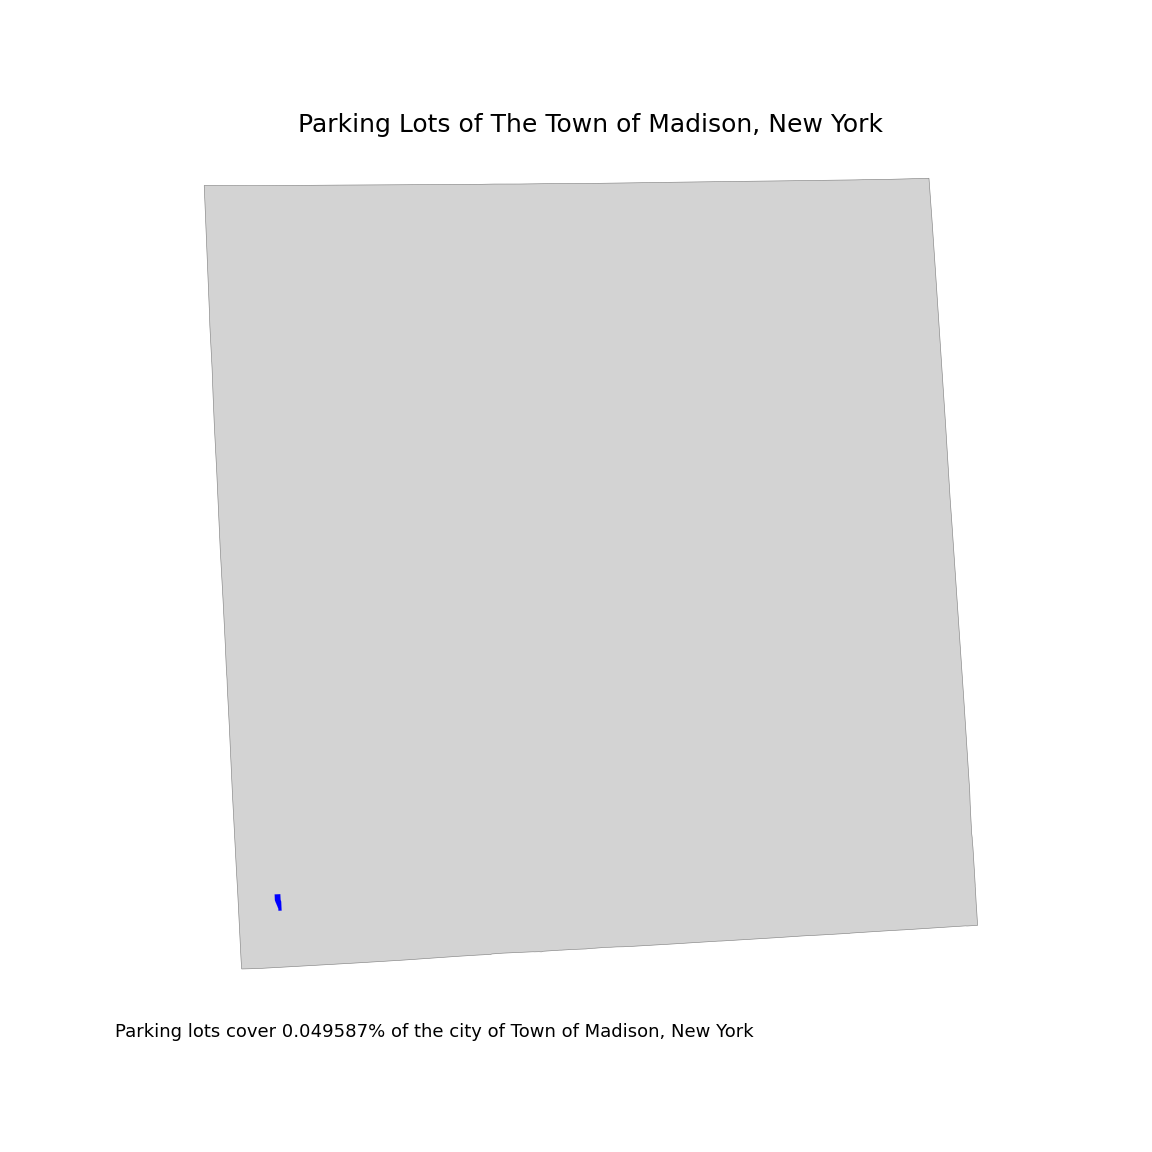 Parking Lots of The Town of Madison, New York
Parking lots cover 0.049587% of the city of Town of Madison, New York